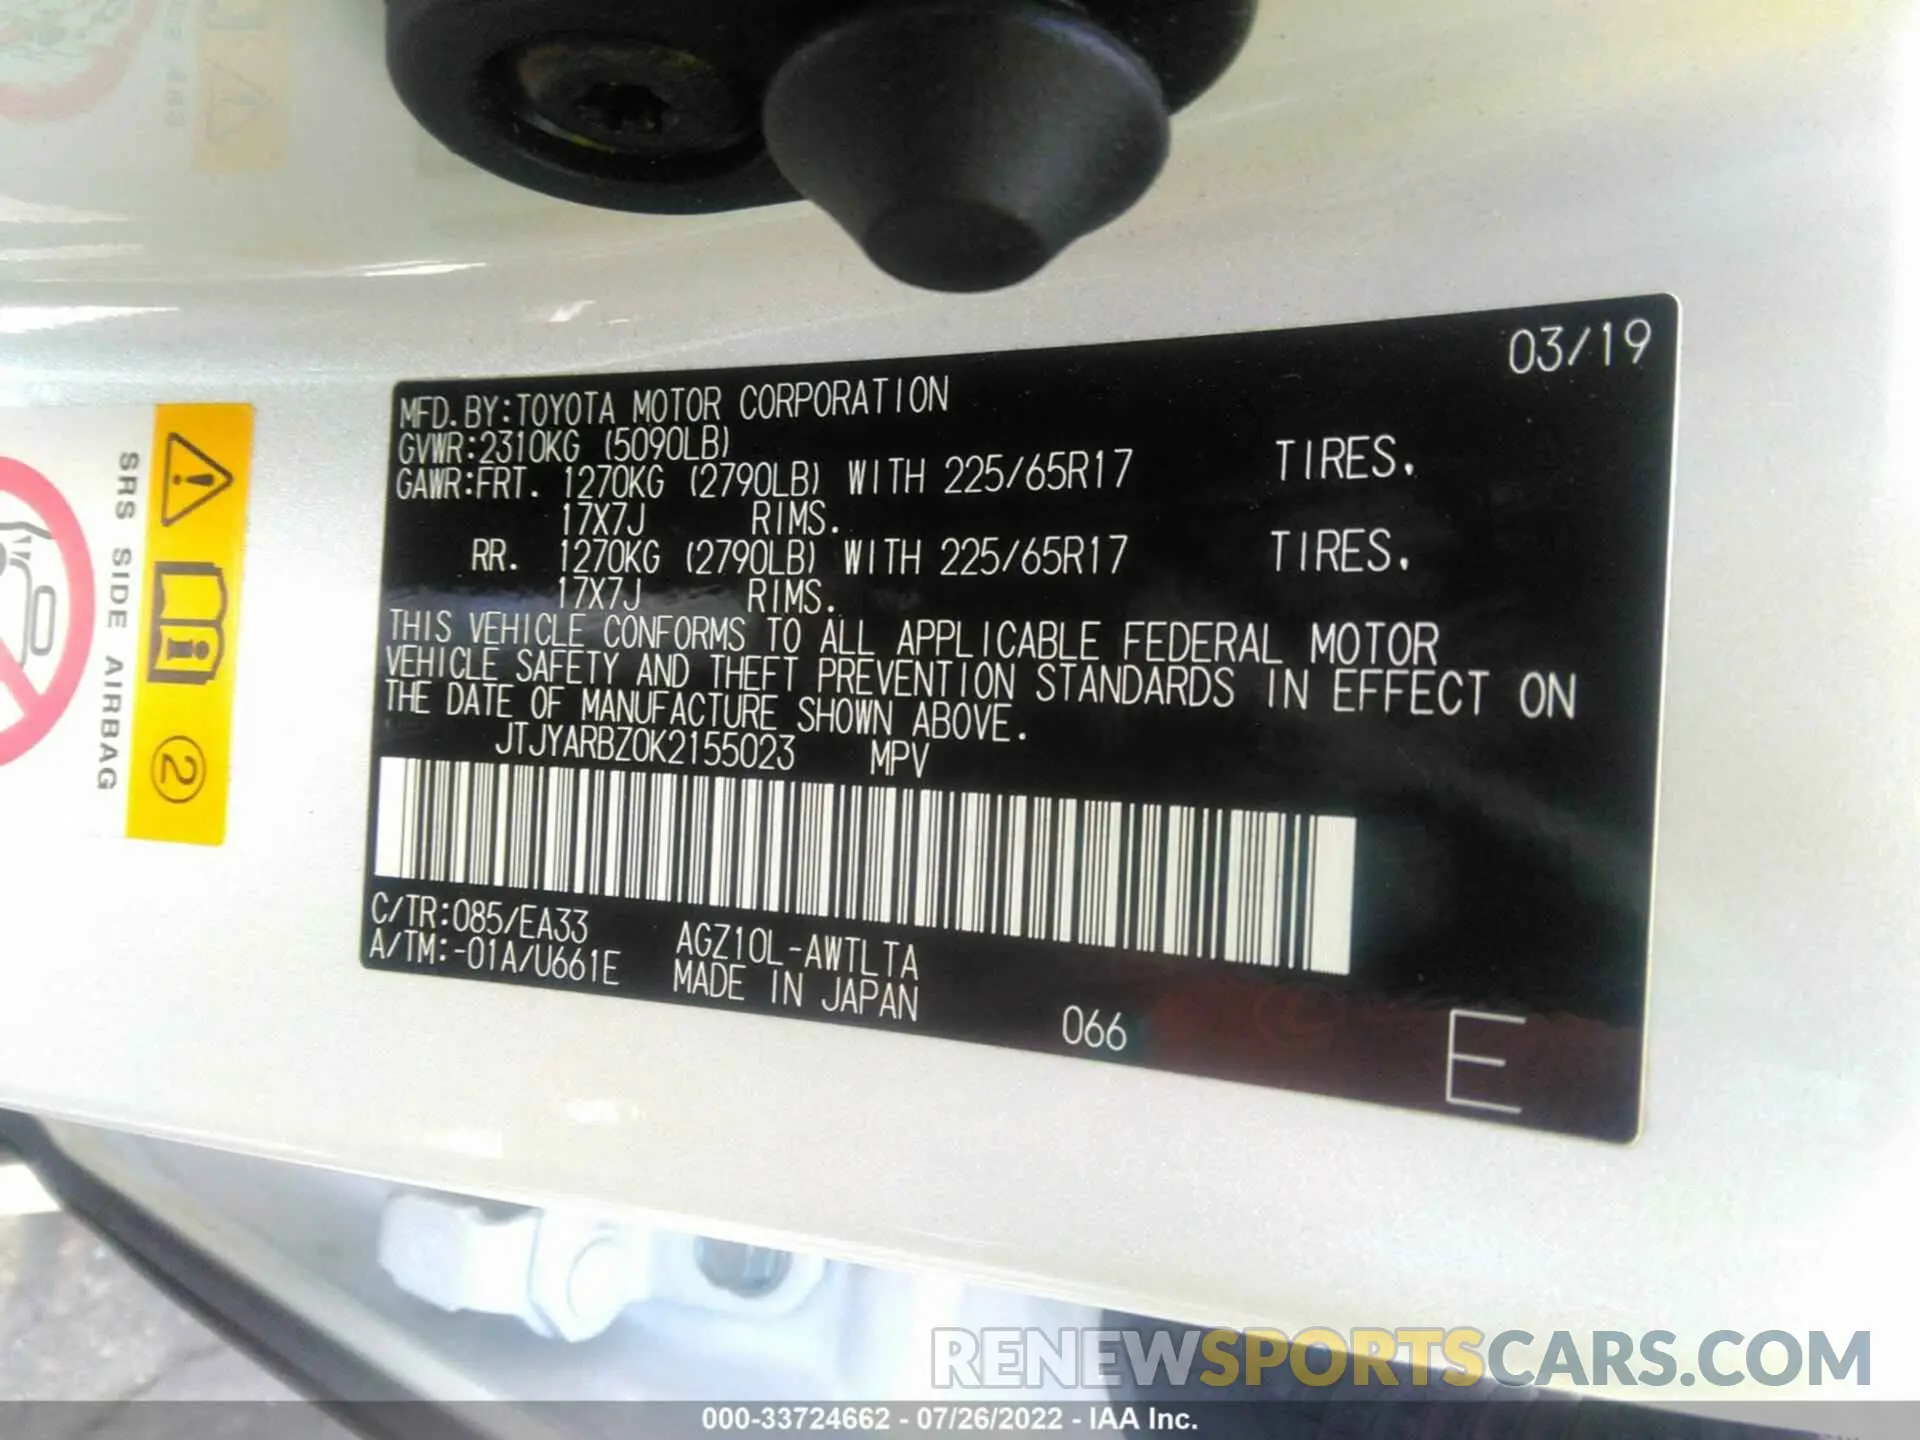 03/19
MFD.BY:TOYOTA MOTOR CORPORATION
GVWR:2310KG (5090LB)
GAWR:FRT. 1270KG (2790LB) WITH 225/65R17 TIRES.
17X7J RIMS.
RR. 1270KG (2790LB) WITH 225/65R17 TIRES.
17X7J RIMS.
THIS VEHICLE CONFORMS TO ALL APPLICABLE FEDERAL MOTOR
VEHICLE SAFETY AND THEFT PREVENTION STANDARDS IN EFFECT ON
THE DATE OF MANUFACTURE SHOWN ABOVE.
JTJYARBZ0K2155023 MPV
C/TR:085/EA33 AGZ10L-AWTLTA
A/TM:-01A/U661E MADE IN JAPAN
066
E
SRS SIDE AIRBAG
2
RENEWSPORTSCARS.COM
000-33724662 - 07/26/2022 - IAA Inc.